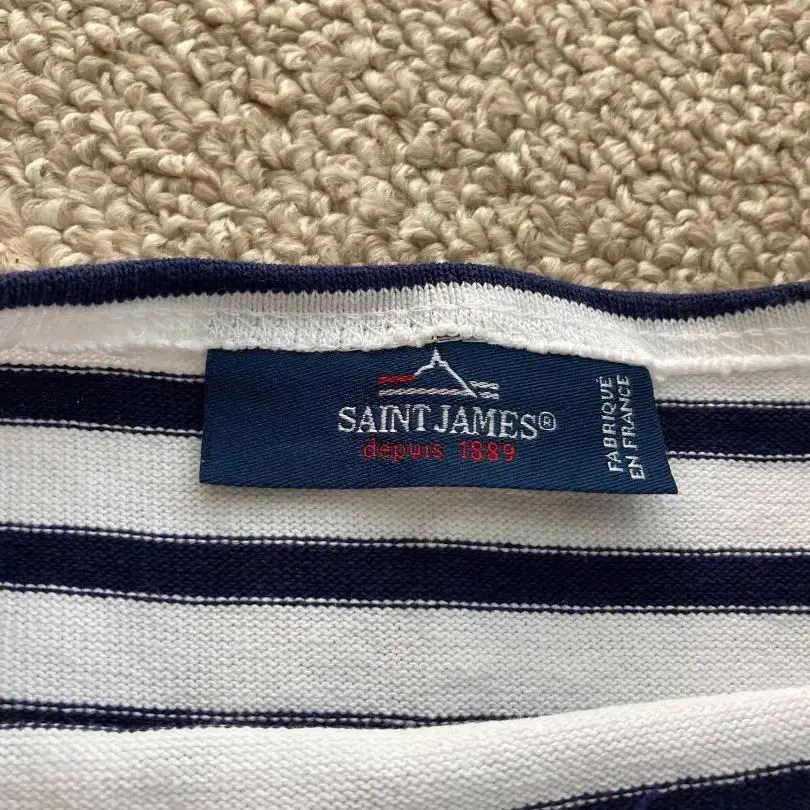 SAINT JAMES®
depuis 1889
FABRIQUÉ
EN FRANCE